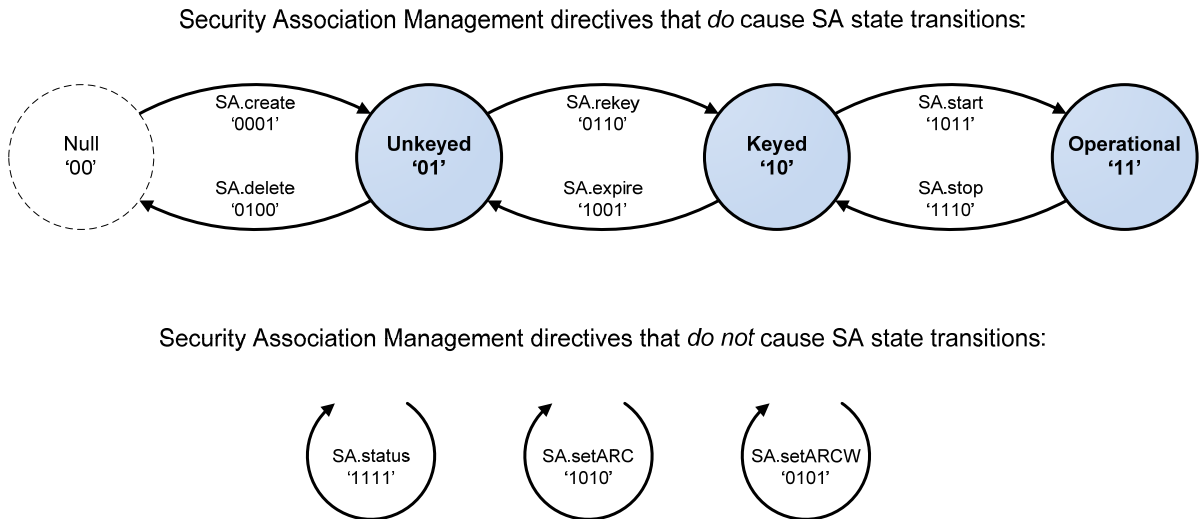 Security Association Management directives that do cause SA state transitions:
SA.create
‘0001’
SA.rekey
‘0110’
SA.start
‘1011’
Null
‘00’
Unkeyed
‘01’
Keyed
‘10’
Operational
‘11’
SA.delete
‘0100’
SA.expire
‘1001’
SA.stop
‘1110’
Security Association Management directives that do not cause SA state transitions:
SA.status
‘1111’
SA.setARC
‘1010’
SA.setARCW
‘0101’